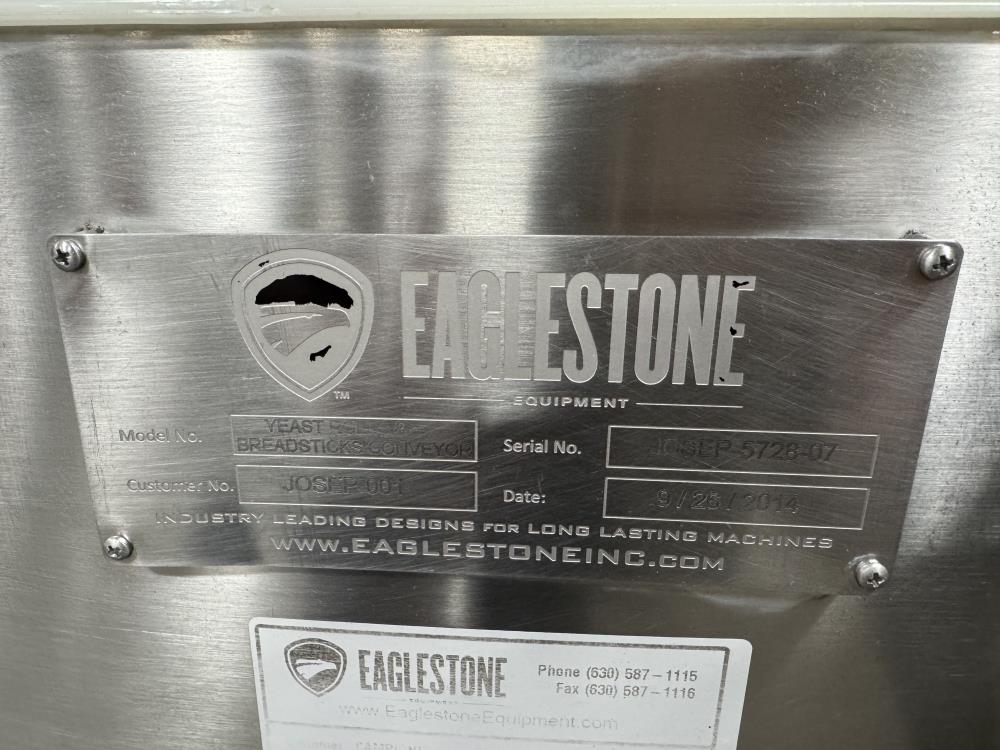 EAGLESTONE
EQUIPMENT
TM
Model No. YEAST
BREADSTICKS CONVEYOR
Serial No. JOSEP-5728-07
Customer No. JOSEP-001
Date: 9/25/2014
INDUSTRY LEADING DESIGNS FOR LONG LASTING MACHINES
WWW.EAGLESTONEINC.COM
EAGLESTONE
EQUIPMENT
Phone (630) 587-1115
Fax (630) 587-1116
www.EaglestoneEquipment.com